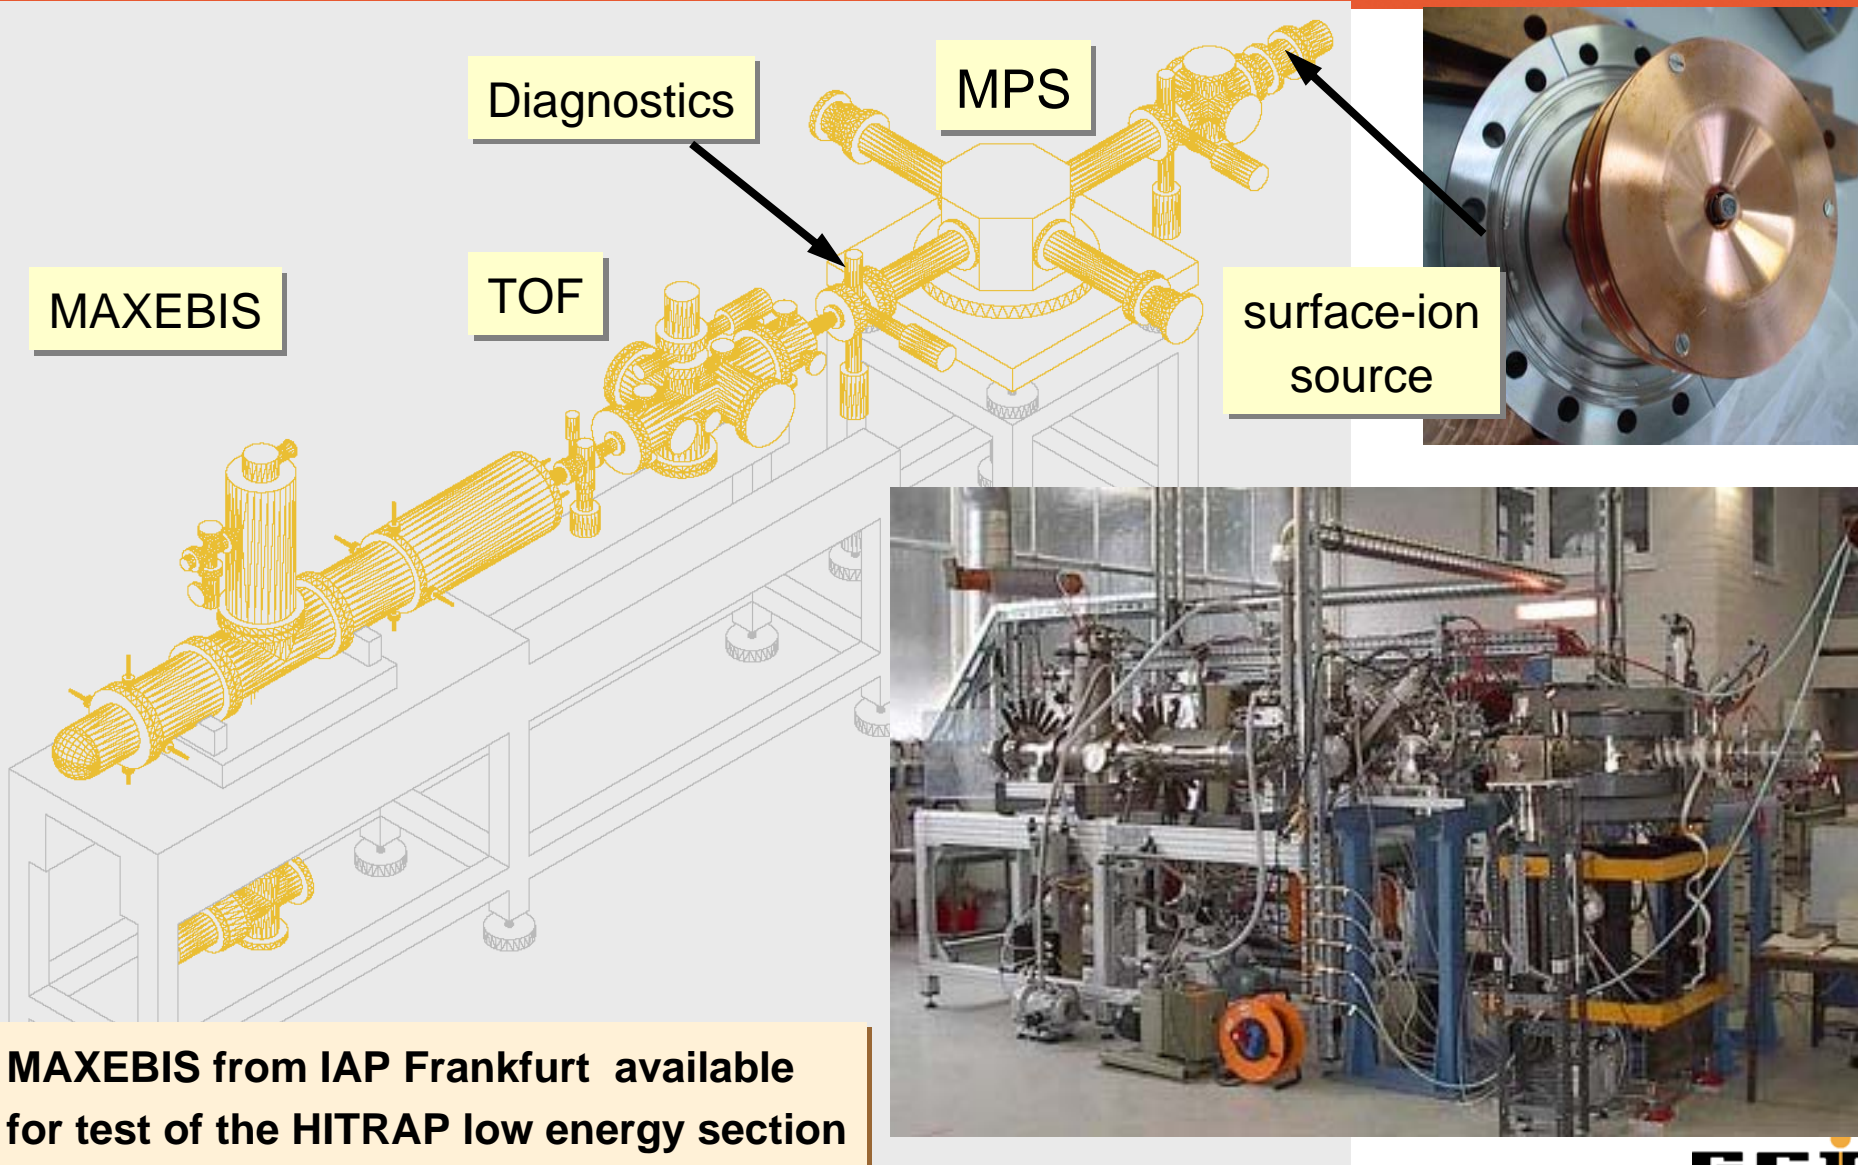 Diagnostics
MPS
MAXEBIS
TOF
surface-ion
source
MAXEBIS from IAP Frankfurt available
for test of the HITRAP low energy section